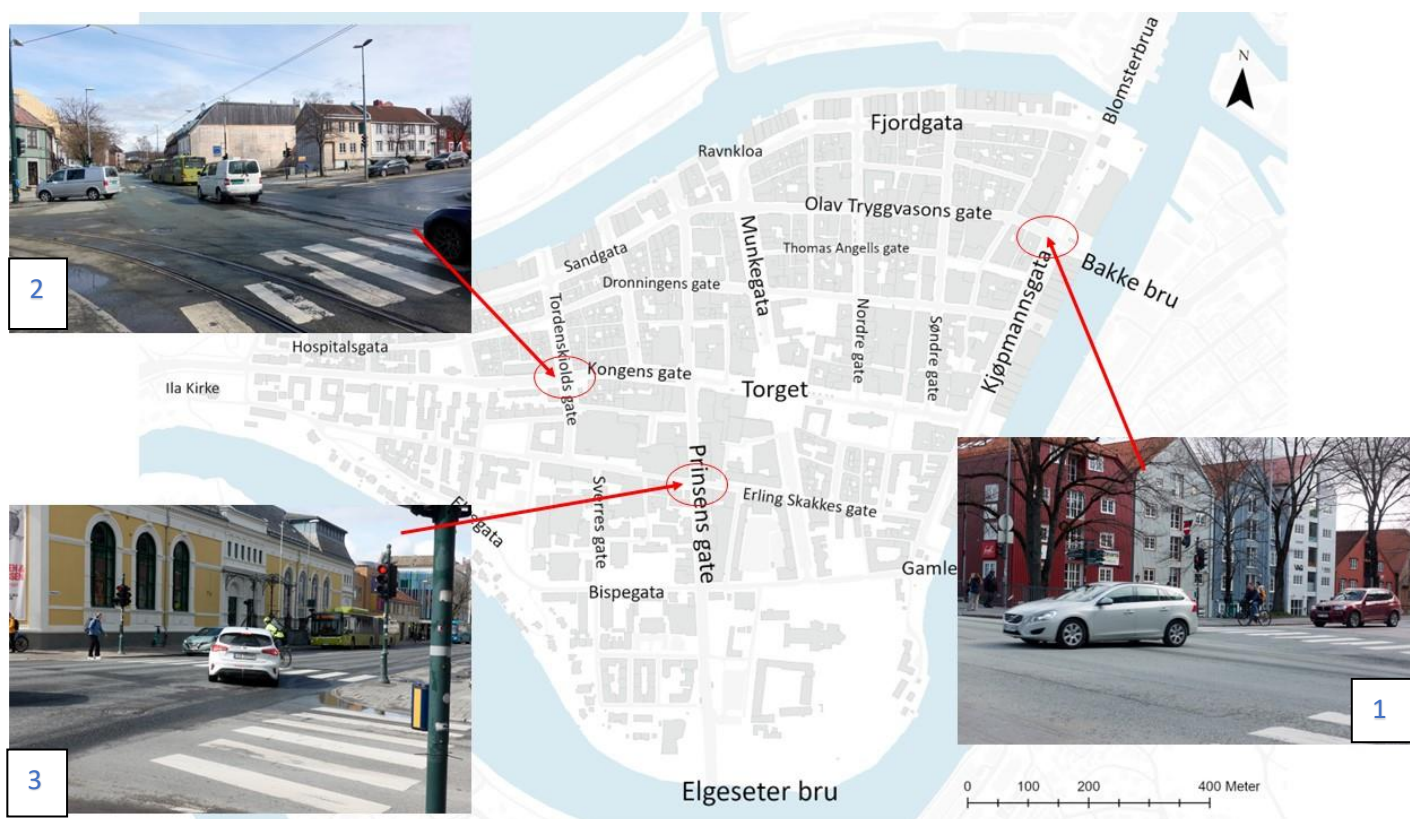 Blomsterbrua
N
Fjordgata
Ravnkloa
Olav Tryggvasons gate
Munkegata
Thomas Angells gate
Sandgata
Bakke bru
Kjøpmannsgata
Dronningens gate
2
Tordenskiolds gate
Nordre gate
Søndre gate
Hospitalsgata
Kongens gate
Ila Kirke
Torget
Prinsens gate
Erling Skakkes gate
Sverres gate
Gamle
Bispegata
1
3
Elgeseter bru
0 100 200 400 Meter